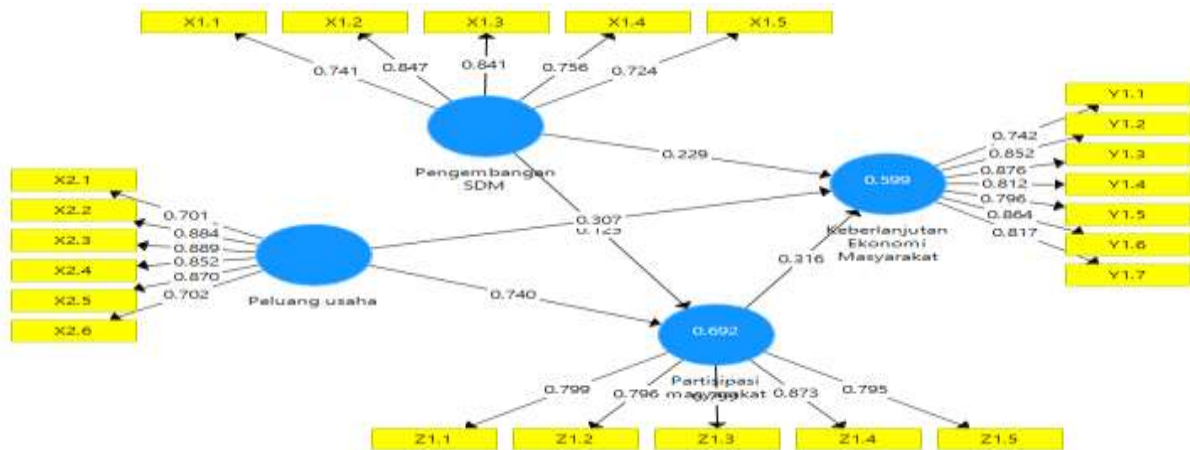 X1.1
X1.2
X1.3
X1.4
X1.5
0.741
0.847
0.841
0.756
0.724
Pengembangan
SDM
0.229
Y1.1
Y1.2
Y1.3
Y1.4
Y1.5
Y1.6
Y1.7
0.742
0.852
0.876
0.812
0.796
0.864
0.817
0.599
Keberlanjutan
Ekonomi
Masyarakat
X2.1
X2.2
X2.3
X2.4
X2.5
X2.6
0.701
0.884
0.889
0.852
0.870
0.702
Peluang usaha
0.307
0.740
0.316
0.692
Partisipasi
masyarakat
0.799
0.796
0.873
0.795
Z1.1
Z1.2
Z1.3
Z1.4
Z1.5